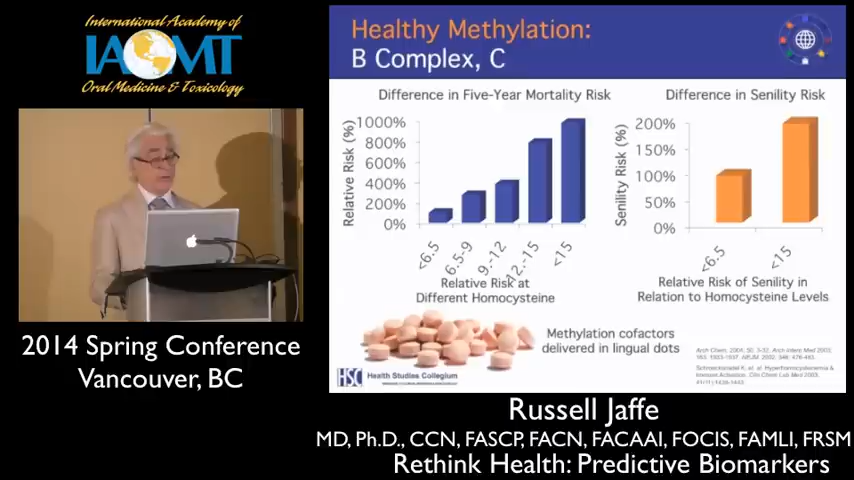 International Academy of
IAOMT
Oral Medicine & Toxicology
2014 Spring Conference
Vancouver, BC
Healthy Methylation:
B Complex, C
Difference in Five-Year Mortality Risk
Relative Risk (%)
1000%
800%
600%
400%
200%
0%
<6.5
6.5-9
9.-12
12.-15
<15
Relative Risk at
Different Homocysteine
Difference in Senility Risk
Senility Risk (%)
200%
150%
100%
50%
0%
<6.5
<15
Relative Risk of Senility in
Relation to Homocysteine Levels
Methylation cofactors
delivered in lingual dots
HSC Health Studies Collegium
Russell Jaffe
MD, Ph.D., CCN, FASCP, FACN, FACAAI, FOCIS, FAMLI, FRSM
Rethink Health: Predictive Biomarkers